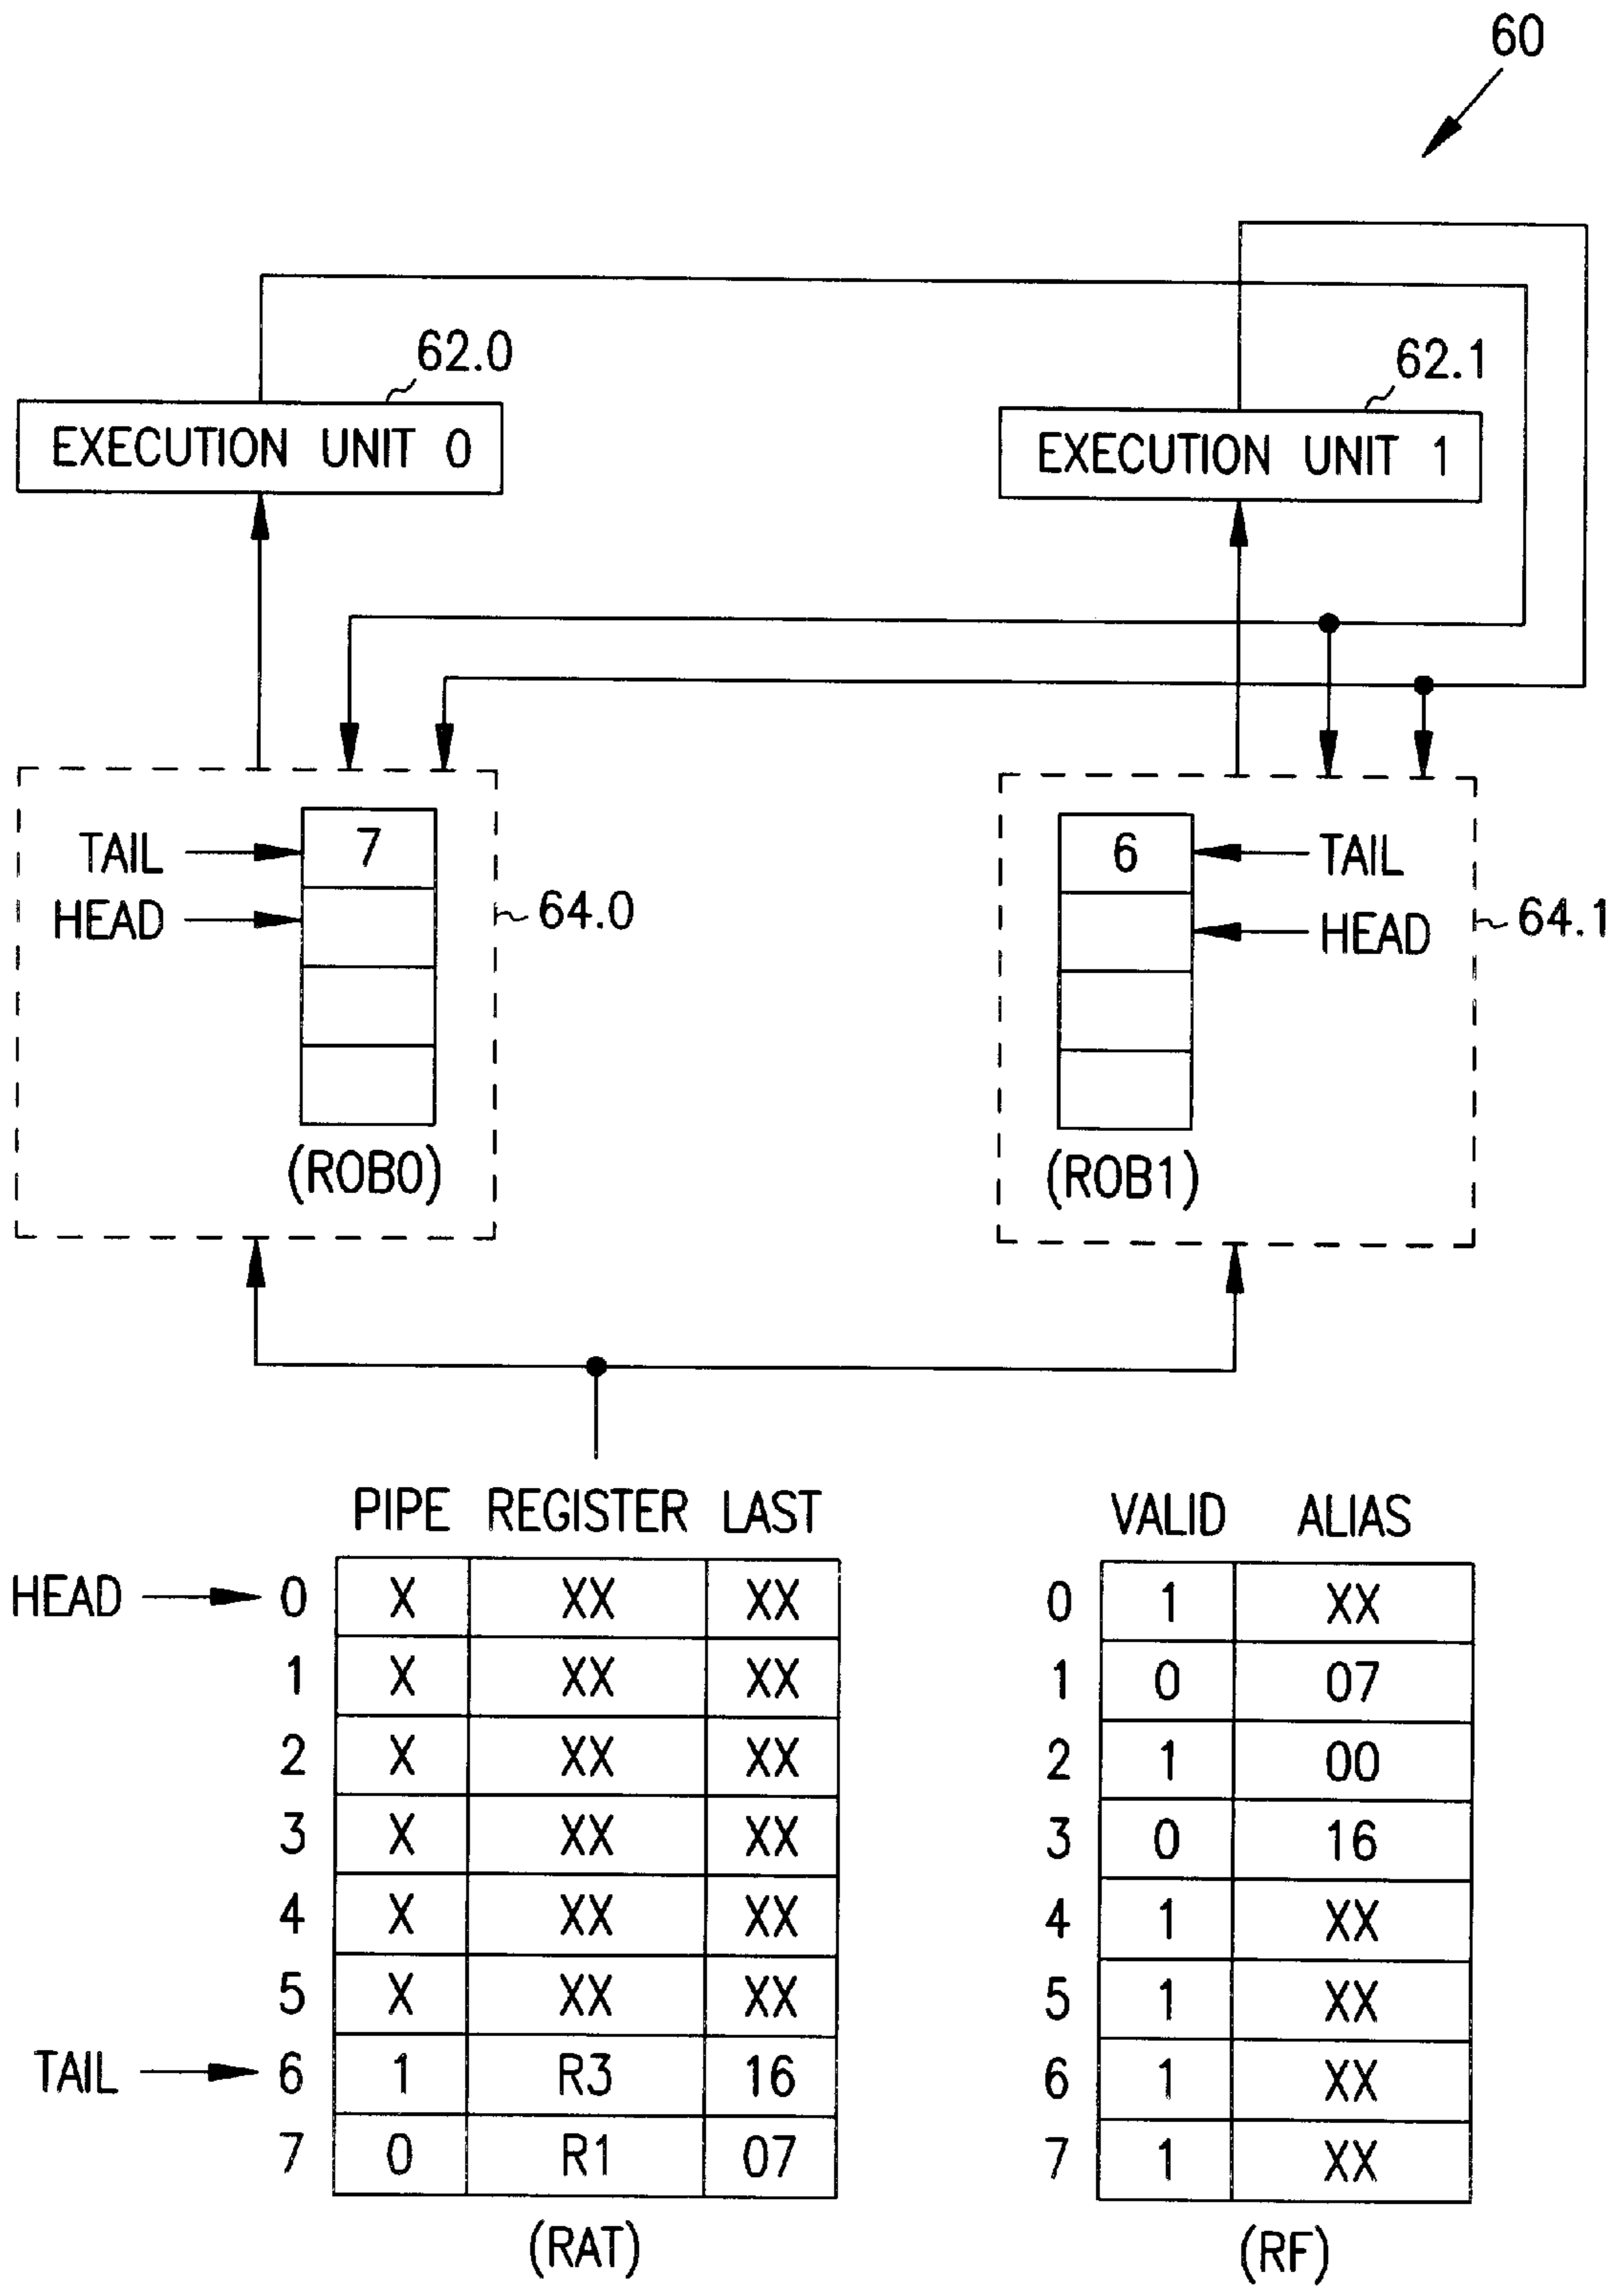 60
62.0
62.1
EXECUTION UNIT 0
EXECUTION UNIT 1
TAIL 7
HEAD
64.0
(ROB0)
6 TAIL
HEAD
64.1
(ROB1)
PIPE REGISTER LAST
HEAD 0 X XX XX
1 X XX XX
2 X XX XX
3 X XX XX
4 X XX XX
5 X XX XX
TAIL 6 1 R3 16
7 0 R1 07
(RAT)
VALID ALIAS
0 1 XX
1 0 07
2 1 00
3 0 16
4 1 XX
5 1 XX
6 1 XX
7 1 XX
(RF)